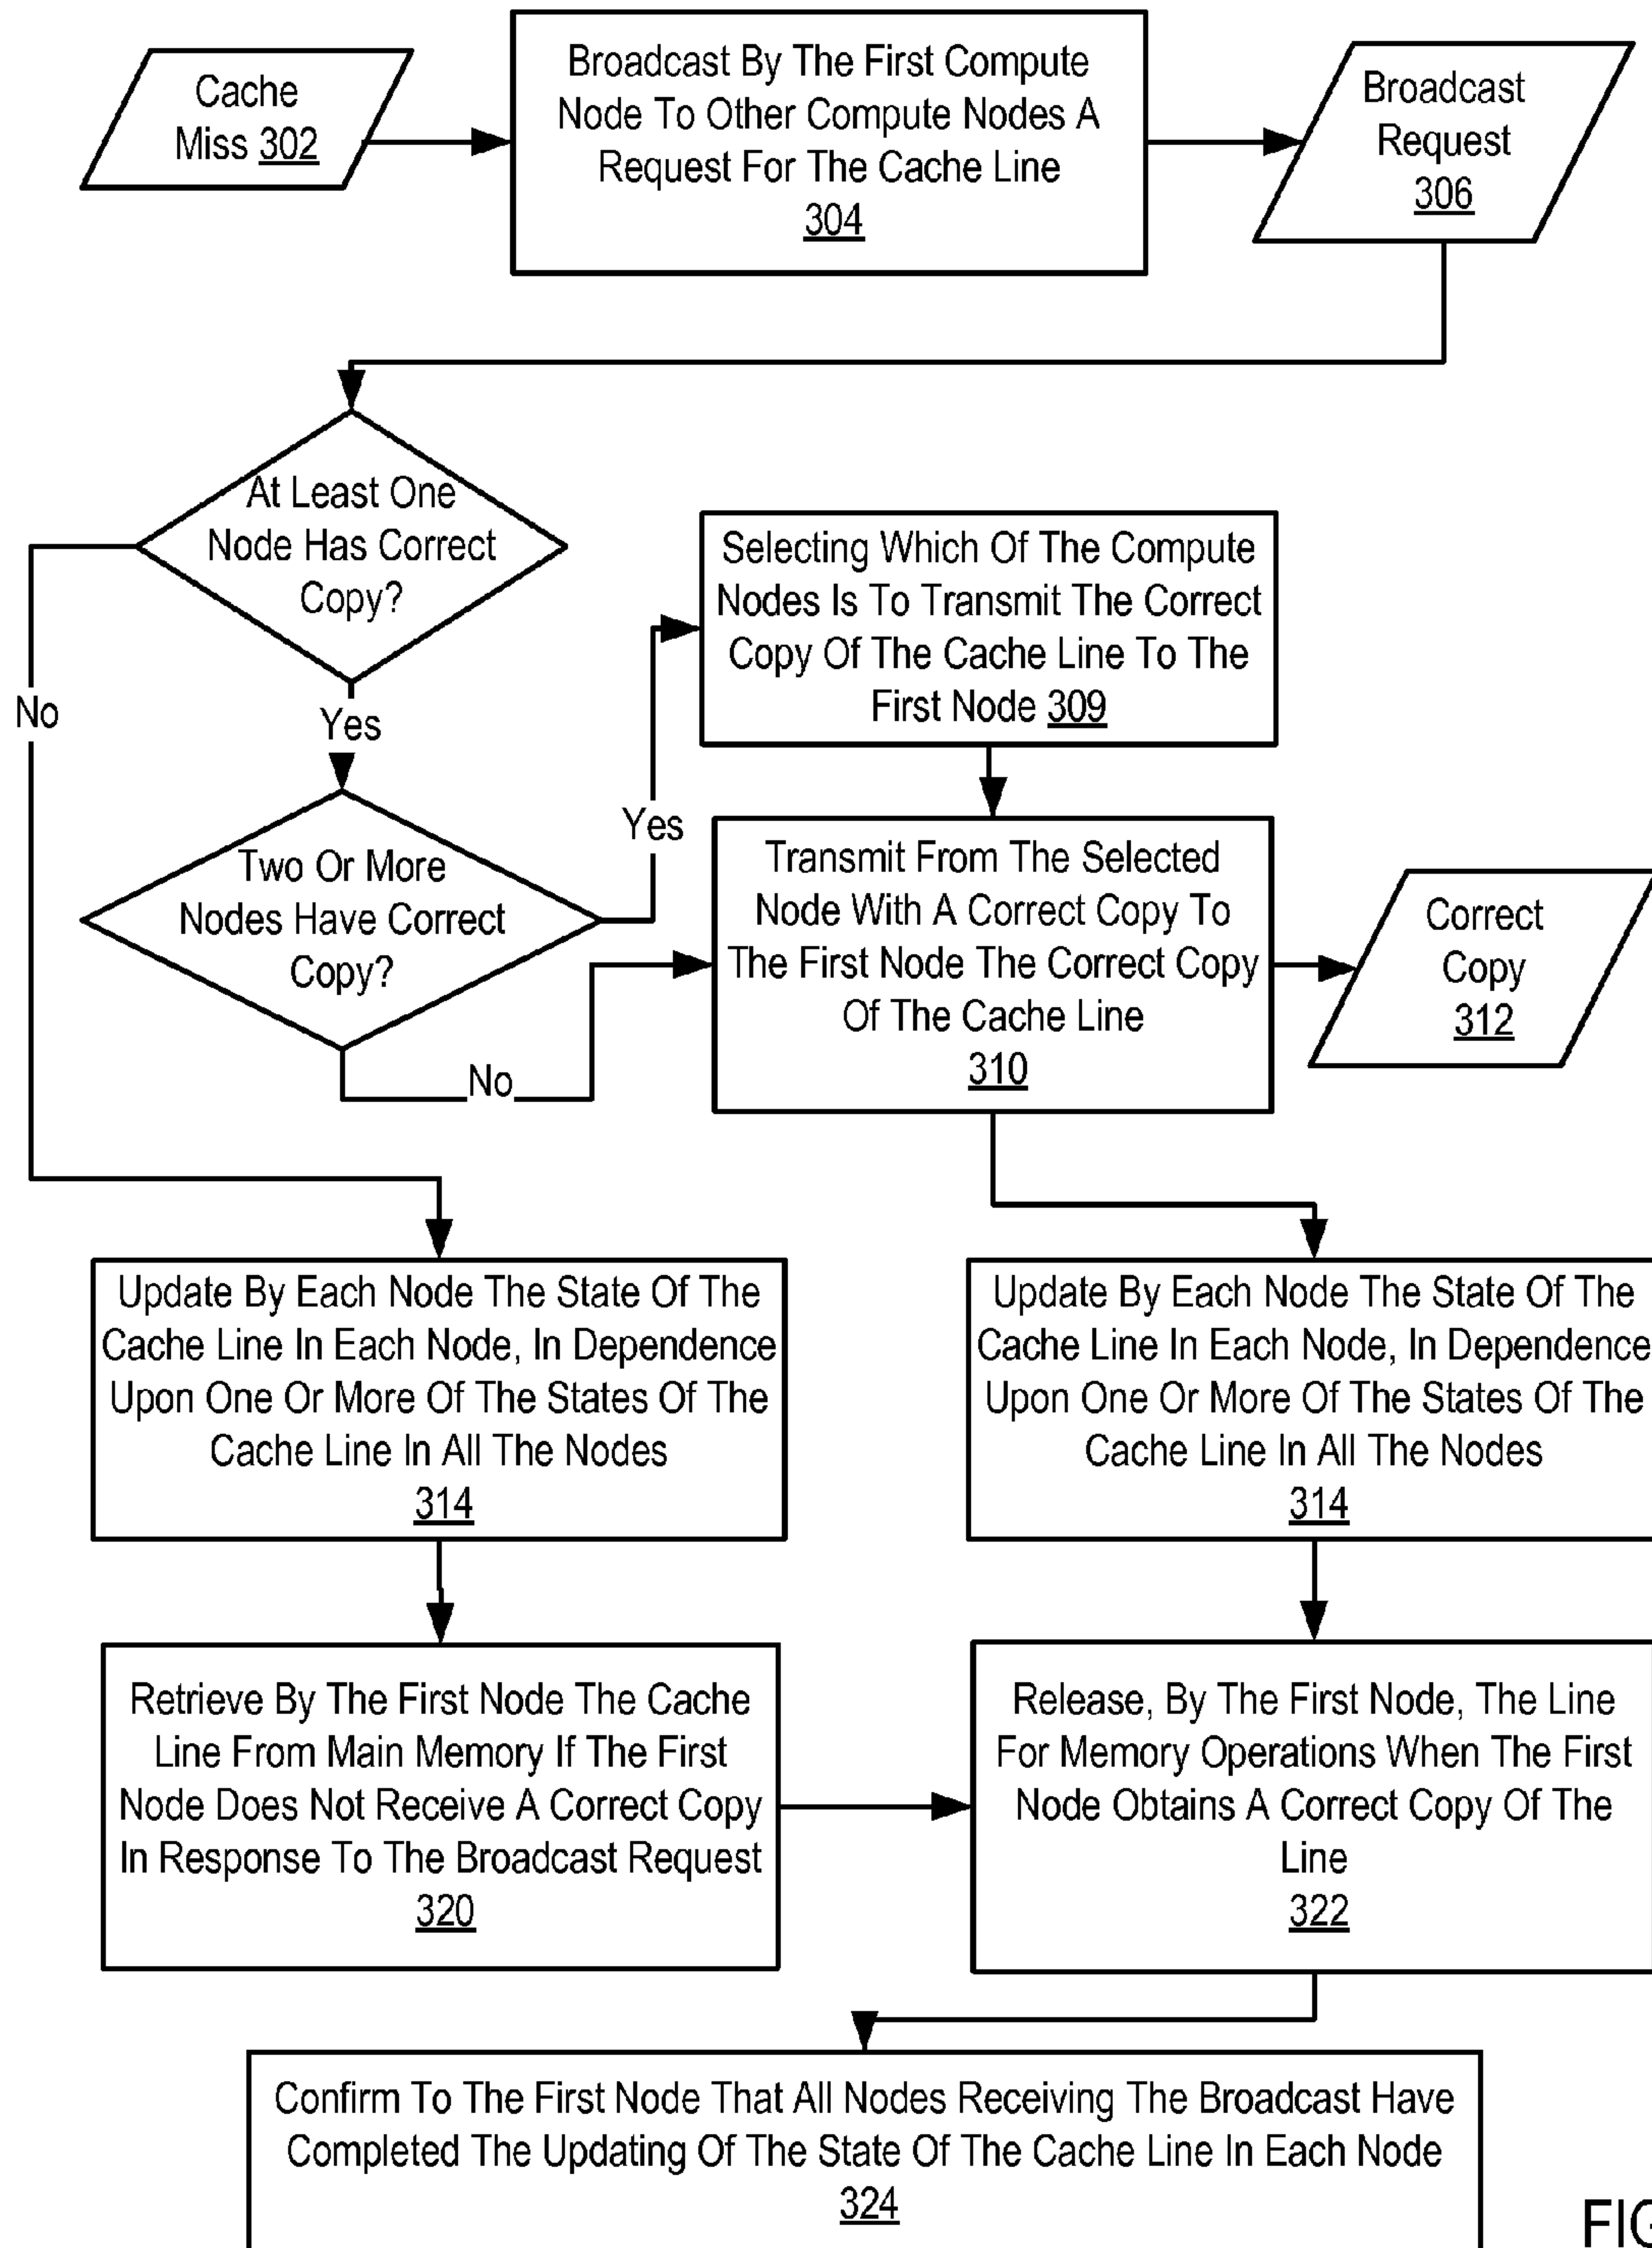 Cache
Miss 302
Broadcast By The First Compute
Node To Other Compute Nodes A
Request For The Cache Line
304
Broadcast
Request
306
At Least One
Node Has Correct
Copy?
No
Yes
Selecting Which Of The Compute
Nodes Is To Transmit The Correct
Copy Of The Cache Line To The
First Node 309
Two Or More
Nodes Have Correct
Copy?
Yes
No
Transmit From The Selected
Node With A Correct Copy To
The First Node The Correct Copy
Of The Cache Line
310
Correct
Copy
312
Update By Each Node The State Of The
Cache Line In Each Node, In Dependence
Upon One Or More Of The States Of The
Cache Line In All The Nodes
314
Update By Each Node The State Of The
Cache Line In Each Node, In Dependence
Upon One Or More Of The States Of The
Cache Line In All The Nodes
314
Retrieve By The First Node The Cache
Line From Main Memory If The First
Node Does Not Receive A Correct Copy
In Response To The Broadcast Request
320
Release, By The First Node, The Line
For Memory Operations When The First
Node Obtains A Correct Copy Of The
Line
322
Confirm To The First Node That All Nodes Receiving The Broadcast Have
Completed The Updating Of The State Of The Cache Line In Each Node
324
FIG